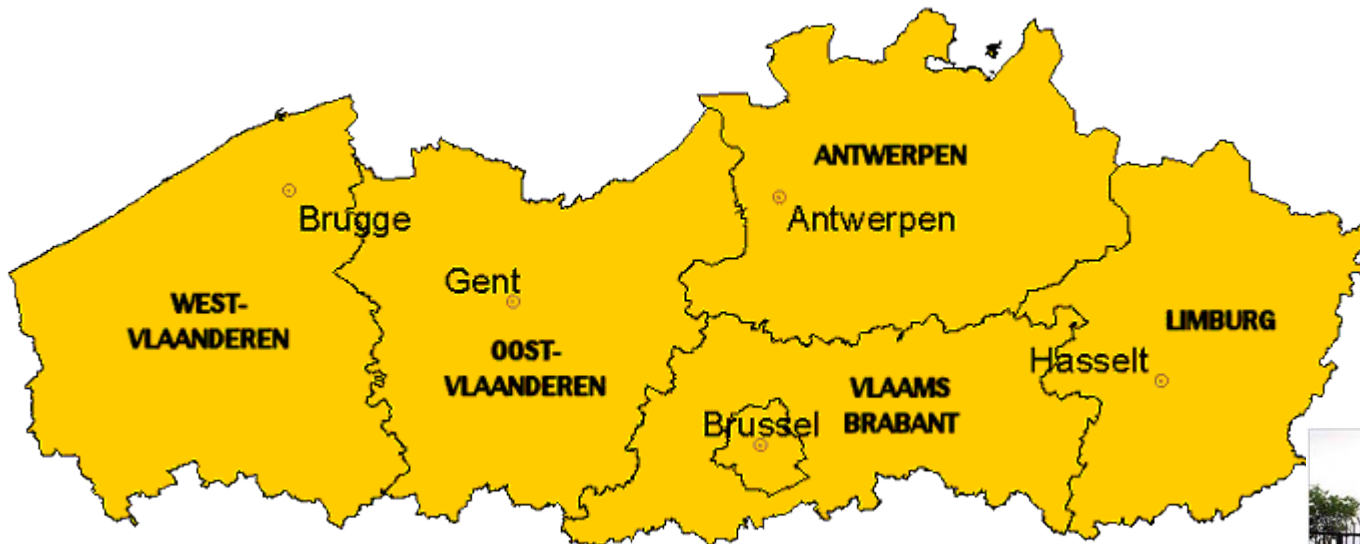 ANTWERPEN
Brugge
Antwerpen
Gent
WEST-
VLAANDEREN
LIMBURG
OOST-
VLAANDEREN
Hasselt
VLAAMS
BRABANT
Brussel